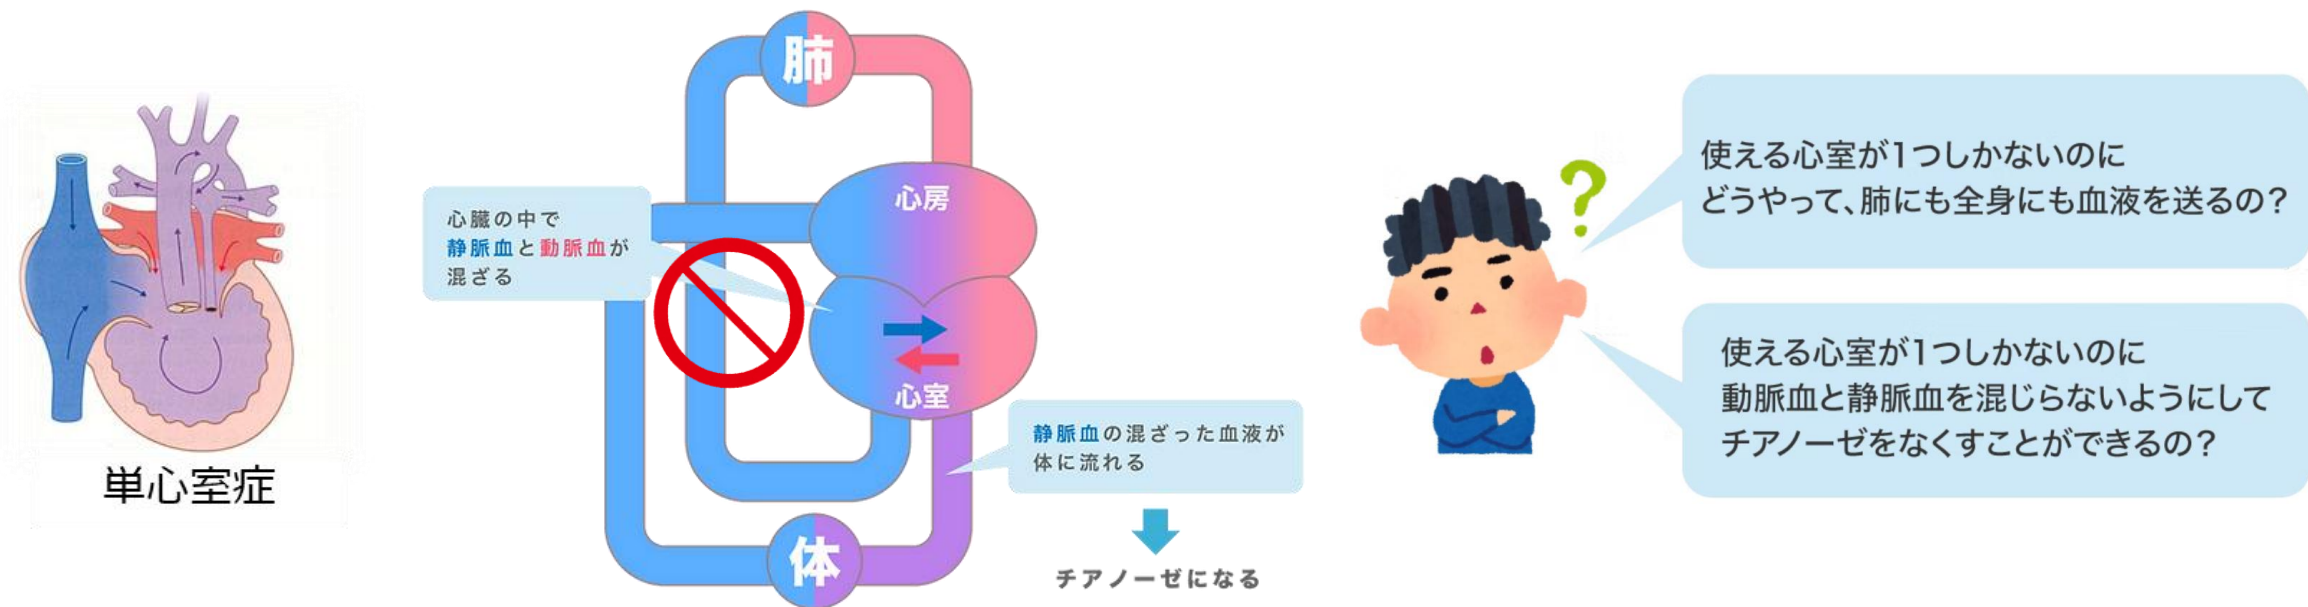 単心室症
肺
心房
心臓の中で
静脈血と動脈血が
混ざる
心室
静脈血の混ざった血液が
体に流れる
体
チアノーゼになる
?
使える心室が1つしかないのに
どうやって、肺にも全身にも血液を送るの?
使える心室が1つしかないのに
動脈血と静脈血を混じらないようにして
チアノーゼをなくすことができるの?